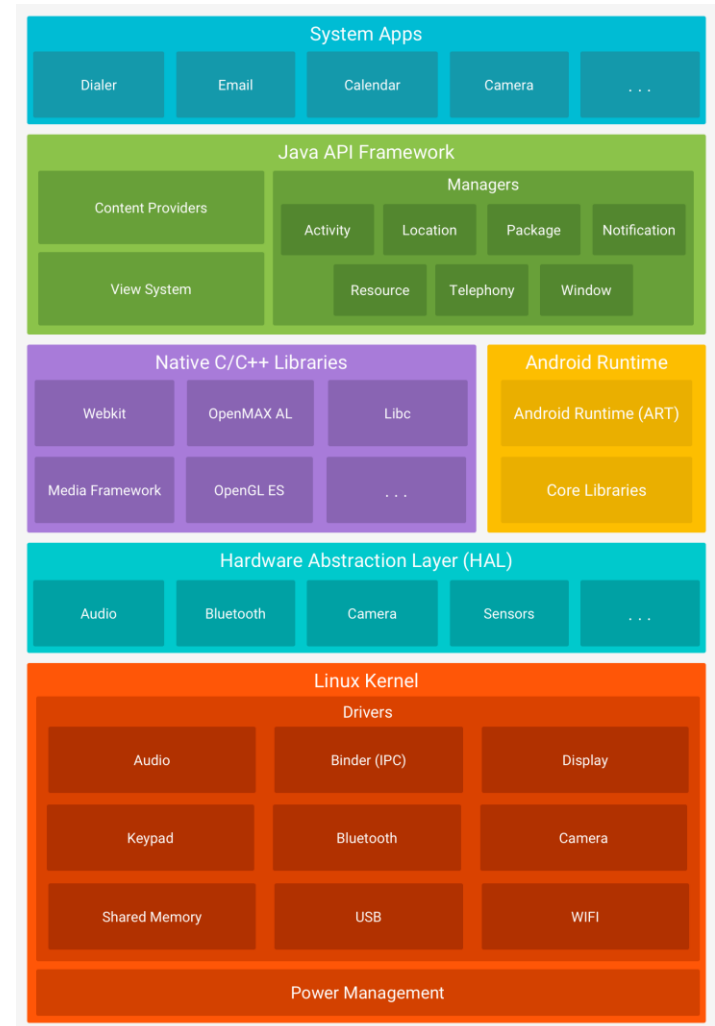 System Apps
Dialer
Email
Calendar
Camera
. . .
Java API Framework
Content Providers
View System
Managers
Activity
Location
Package
Notification
Resource
Telephony
Window
Native C/C++ Libraries
Webkit
OpenMAX AL
Libc
Media Framework
OpenGL ES
. . .
Android Runtime
Android Runtime (ART)
Core Libraries
Hardware Abstraction Layer (HAL)
Audio
Bluetooth
Camera
Sensors
. . .
Linux Kernel
Drivers
Audio
Binder (IPC)
Display
Keypad
Bluetooth
Camera
Shared Memory
USB
WIFI
Power Management